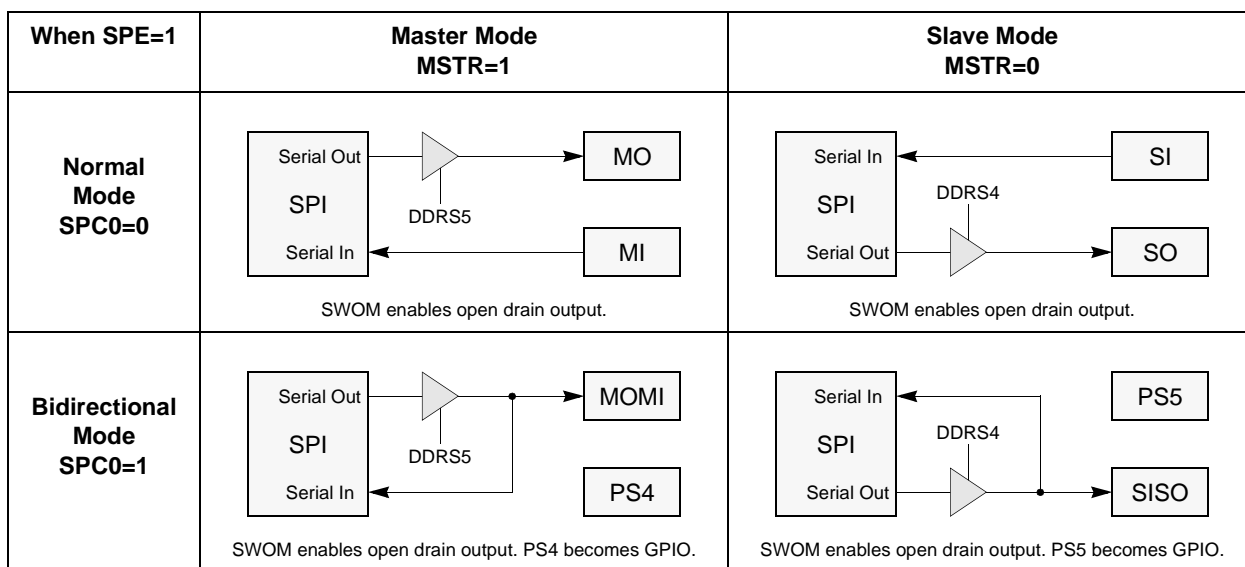 When SPE=1
Master Mode
MSTR=1
Slave Mode
MSTR=0
Normal
Mode
SPC0=0
Serial Out
SPI
Serial In
DDRS5
MO
MI
SWOM enables open drain output.
Serial In
SPI
Serial Out
DDRS4
SI
SO
SWOM enables open drain output.
Bidirectional
Mode
SPC0=1
Serial Out
SPI
Serial In
DDRS5
MOMI
PS4
SWOM enables open drain output. PS4 becomes GPIO.
Serial In
SPI
Serial Out
DDRS4
PS5
SISO
SWOM enables open drain output. PS5 becomes GPIO.